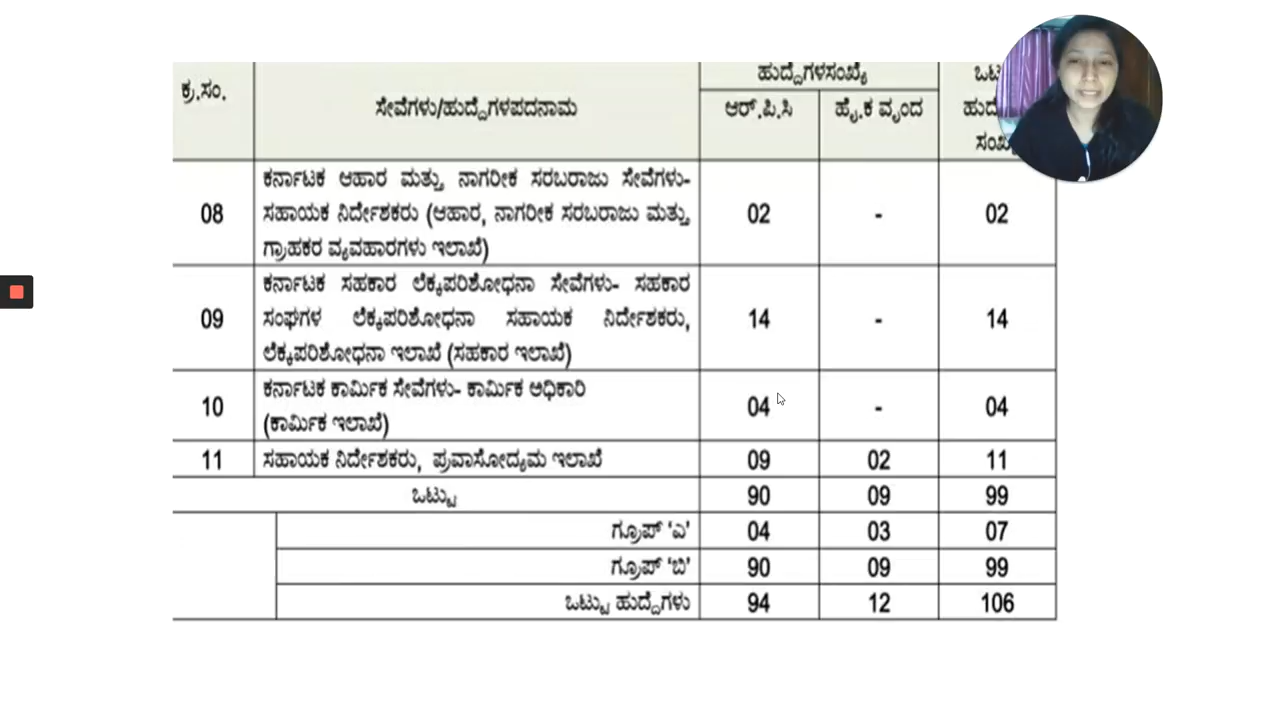 ಹುದ್ದೆಗಳಸಂಖ್ಯೆ
ಕ್ರ.ಸಂ. ಸೇವೆಗಳು/ಹುದ್ದೆಗಳಪದನಾಮ ಆರ್.ಪಿ.ಸಿ ಹೈ.ಕ ವೃಂದ
ಕರ್ನಾಟಕ ಆಹಾರ ಮತ್ತು ನಾಗರೀಕ ಸರಬರಾಜು ಸೇವೆಗಳು-
08 ಸಹಾಯಕ ನಿರ್ದೇಶಕರು (ಆಹಾರ, ನಾಗರೀಕ ಸರಬರಾಜು ಮತ್ತು 02 - 02
ಗ್ರಾಹಕರ ವ್ಯವಹಾರಗಳು ಇಲಾಖೆ)
ಕರ್ನಾಟಕ ಸಹಕಾರ ಲೆಕ್ಕಪರಿಶೋಧನಾ ಸೇವೆಗಳು- ಸಹಕಾರ
09 ಸಂಘಗಳ ಲೆಕ್ಕಪರಿಶೋಧನಾ ಸಹಾಯಕ ನಿರ್ದೇಶಕರು, 14 - 14
ಲೆಕ್ಕಪರಿಶೋಧನಾ ಇಲಾಖೆ (ಸಹಕಾರ ಇಲಾಖೆ)
10 ಕರ್ನಾಟಕ ಕಾರ್ಮಿಕ ಸೇವೆಗಳು- ಕಾರ್ಮಿಕ ಅಧಿಕಾರಿ 04 - 04
(ಕಾರ್ಮಿಕ ಇಲಾಖೆ)
11 ಸಹಾಯಕ ನಿರ್ದೇಶಕರು, ಪ್ರವಾಸೋದ್ಯಮ ಇಲಾಖೆ 09 02 11
ಒಟ್ಟು 90 09 99
ಗ್ರೂಪ್ ‘ಎ’ 04 03 07
ಗ್ರೂಪ್ ‘ಬಿ’ 90 09 99
ಒಟ್ಟು ಹುದ್ದೆಗಳು 94 12 106